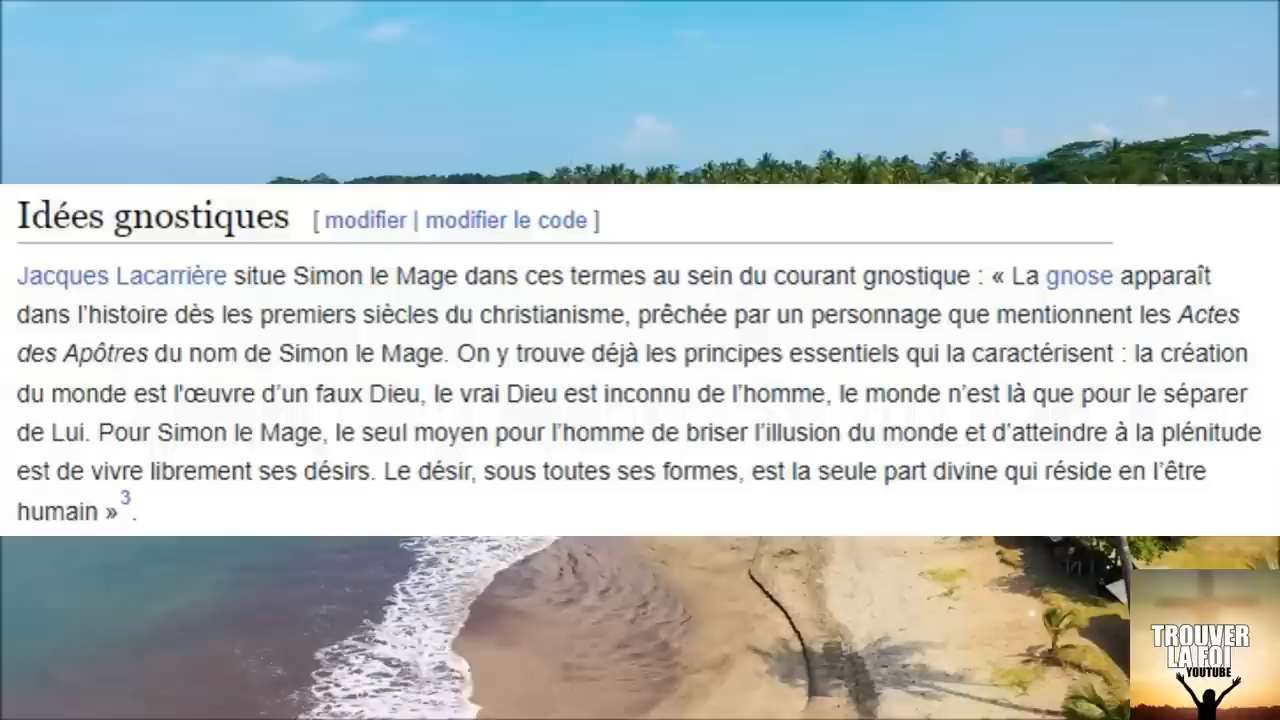 Idées gnostiques [ modifier | modifier le code ]
Jacques Lacarrière situe Simon le Mage dans ces termes au sein du courant gnostique : « La gnose apparaît
dans l'histoire dès les premiers siècles du christianisme, prêchée par un personnage que mentionnent les Actes
des Apôtres du nom de Simon le Mage. On y trouve déjà les principes essentiels qui la caractérisent : la création
du monde est l'œuvre d'un faux Dieu, le vrai Dieu est inconnu de l'homme, le monde n'est là que pour le séparer
de Lui. Pour Simon le Mage, le seul moyen pour l'homme de briser l'illusion du monde et d'atteindre à la plénitude
est de vivre librement ses désirs. Le désir, sous toutes ses formes, est la seule part divine qui réside en l'être
humain »3.
TROUVER
LA FOI
YOUTUBE